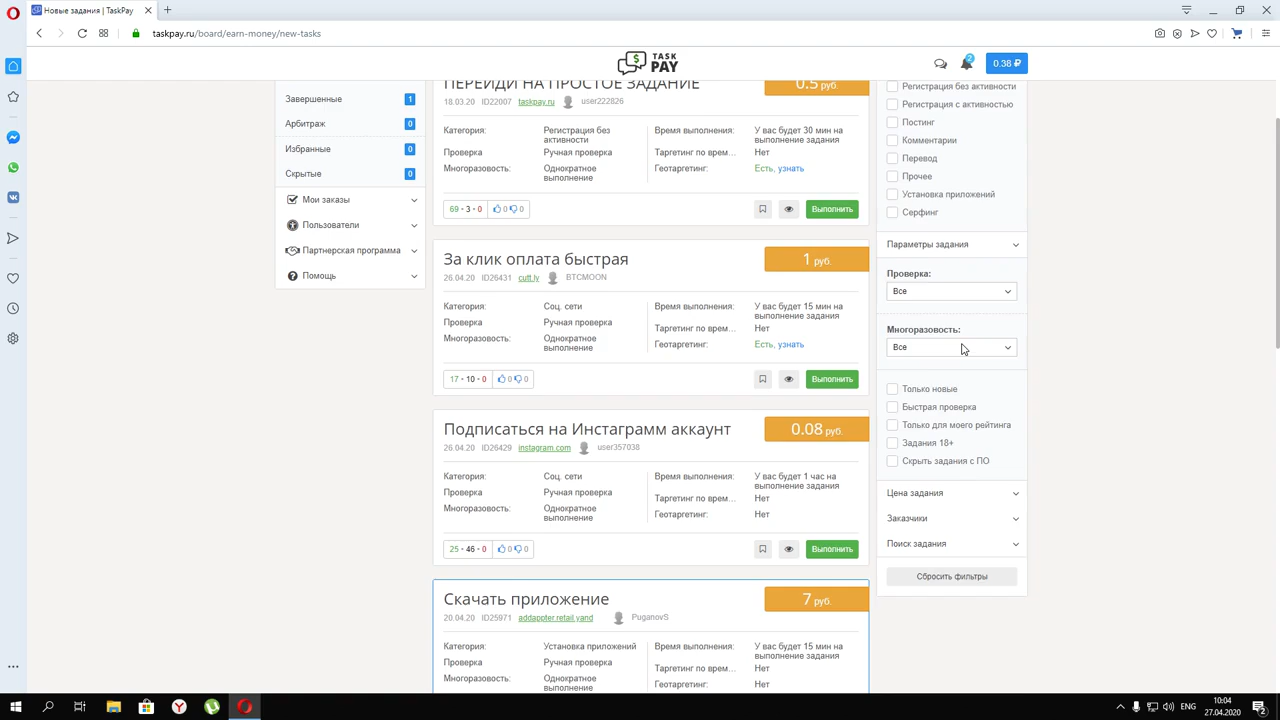 Новые задания | TaskPay
taskpay.ru/board/earn-money/new-tasks
TASK PAY
2
0.38 ₽
Завершенные 1
Арбитраж 0
Избранные 0
Скрытые 0
Мои заказы
Пользователи
Партнерская программа
Помощь
ПЕРЕЙДИ НА ПРОСТОЕ ЗАДАНИЕ
0.5 руб.
18.03.20 ID22007 taskpay.ru user222826
Категория: Регистрация без активности
Время выполнения: У вас будет 30 мин на выполнение задания
Проверка Ручная проверка
Таргетинг по врем… Нет
Многоразовость: Однократное выполнение
Геотаргетинг: Есть, узнать
69 - 3 - 0 0 0
Выполнить
За клик оплата быстрая
1 руб.
26.04.20 ID26431 cutt.ly BTCMOON
Категория: Соц. сети
Время выполнения: У вас будет 15 мин на выполнение задания
Проверка Ручная проверка
Таргетинг по врем… Нет
Многоразовость: Однократное выполнение
Геотаргетинг: Есть, узнать
17 - 10 - 0 0 0
Выполнить
Подписаться на Инстаграмм аккаунт
0.08 руб.
26.04.20 ID26429 instagram.com user357038
Категория: Соц. сети
Время выполнения: У вас будет 1 час на выполнение задания
Проверка Ручная проверка
Таргетинг по врем… Нет
Многоразовость: Однократное выполнение
Геотаргетинг: Нет
25 - 46 - 0 0 0
Выполнить
Скачать приложение
7 руб.
20.04.20 ID25971 addappter.retail.yand PuganovS
Категория: Установка приложений
Время выполнения: У вас будет 15 мин на выполнение задания
Проверка Ручная проверка
Таргетинг по врем… Нет
Многоразовость: Однократное выполнение
Геотаргетинг: Нет
Регистрация без активности
Регистрация с активностью
Постинг
Комментарии
Перевод
Прочее
Установка приложений
Серфинг
Параметры задания
Проверка:
Все
Многоразовость:
Все
Только новые
Быстрая проверка
Только для моего рейтинга
Задания 18+
Скрыть задания с ПО
Цена задания
Заказчики
Поиск задания
Сбросить фильтры
ENG
10:04
27.04.2020
2